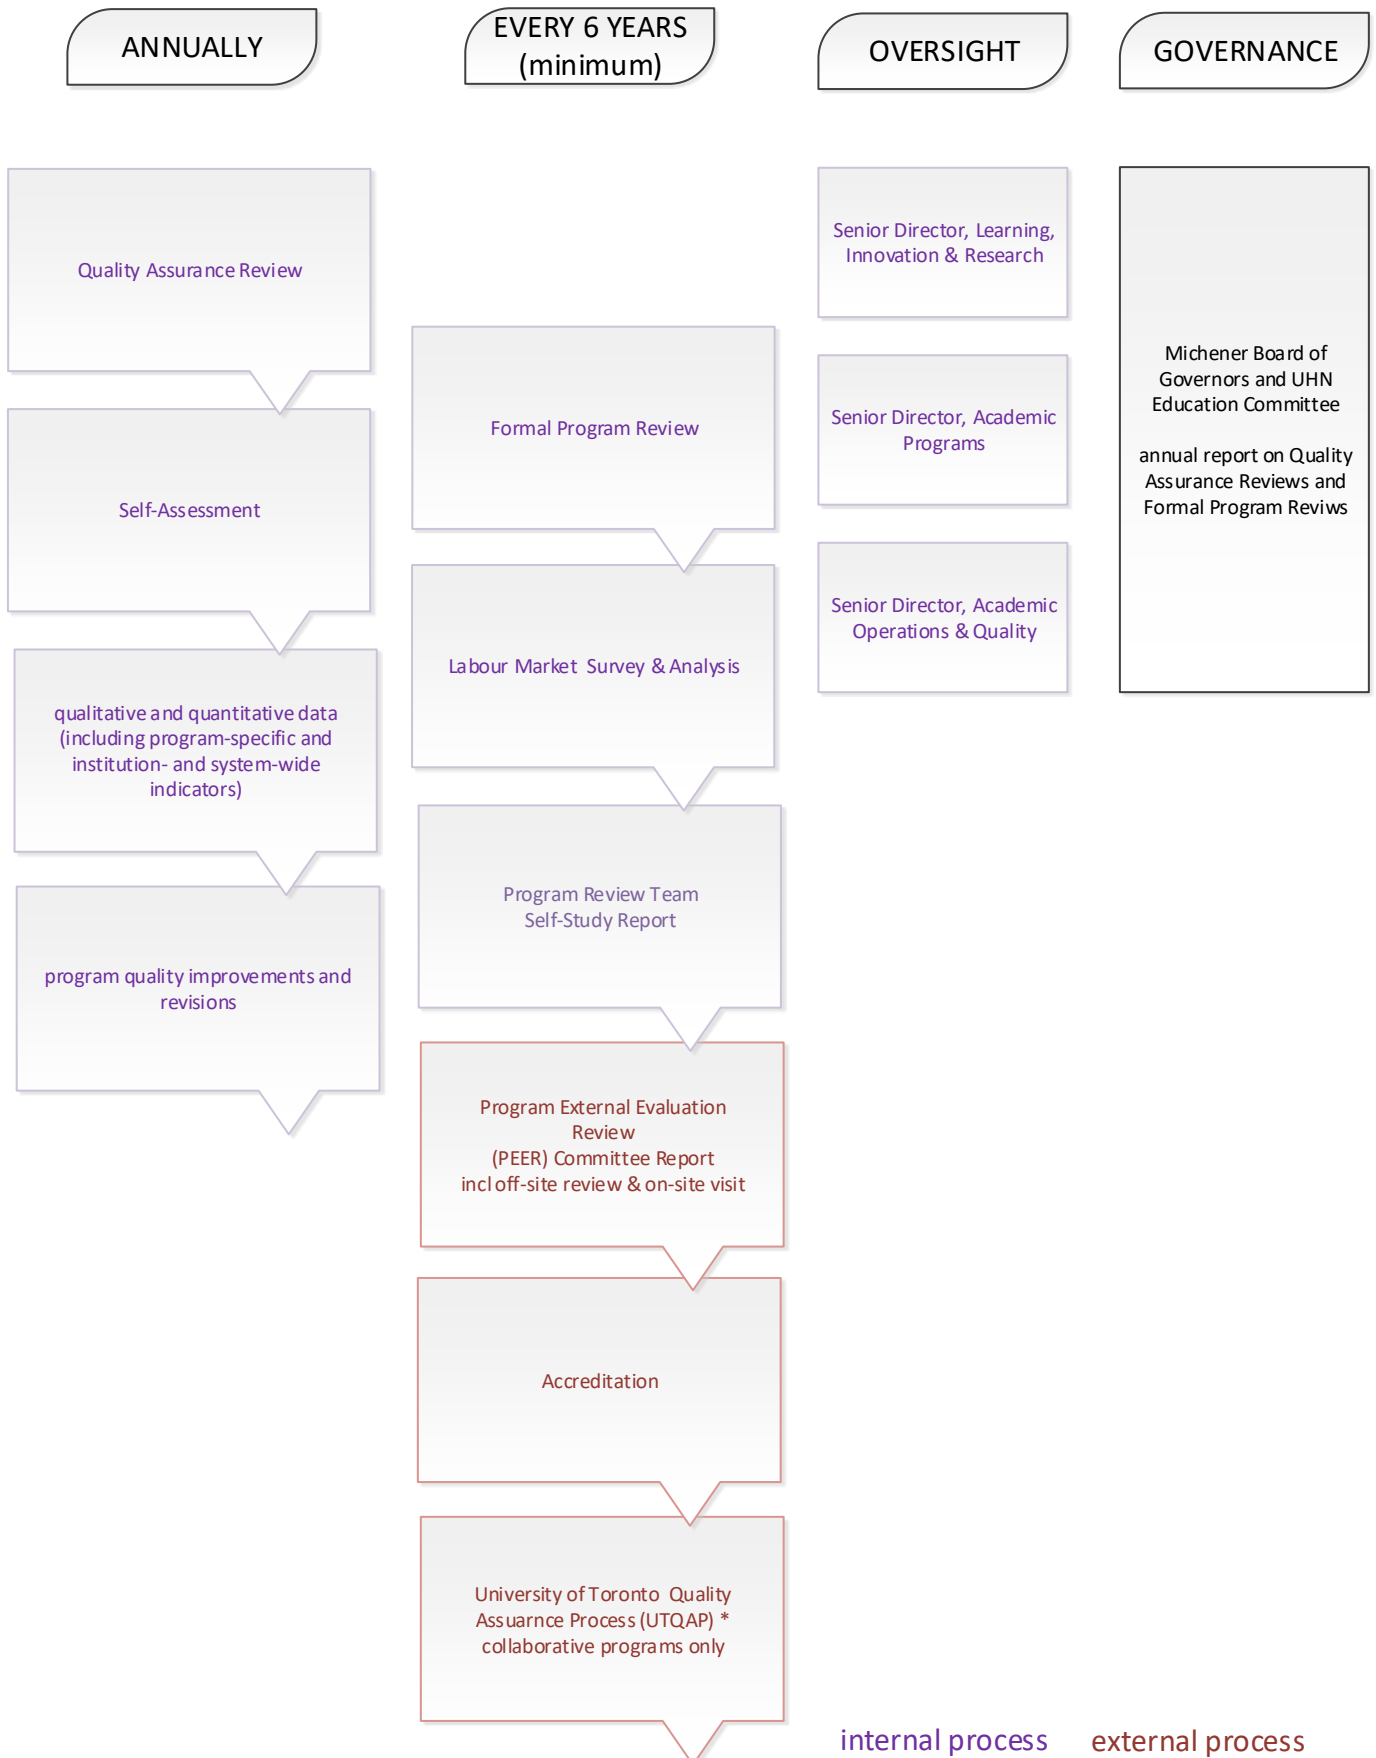 ANNUALLY
EVERY 6 YEARS
(minimum)
OVERSIGHT
GOVERNANCE
Quality Assurance Review
Self-Assessment
qualitative and quantitative data
(including program-specific and
institution- and system-wide
indicators)
program quality improvements and
revisions
Formal Program Review
Labour Market Survey & Analysis
Program Review Team
Self-Study Report
Program External Evaluation
Review
(PEER) Committee Report
incl off-site review & on-site visit
Accreditation
University of Toronto Quality
Assuarnce Process (UTQAP) *
collaborative programs only
Senior Director, Learning,
Innovation & Research
Senior Director, Academic
Programs
Senior Director, Academic
Operations & Quality
Michener Board of
Governors and UHN
Education Committee
annual report on Quality
Assurance Reviews and
Formal Program Reviws
internal process
external process